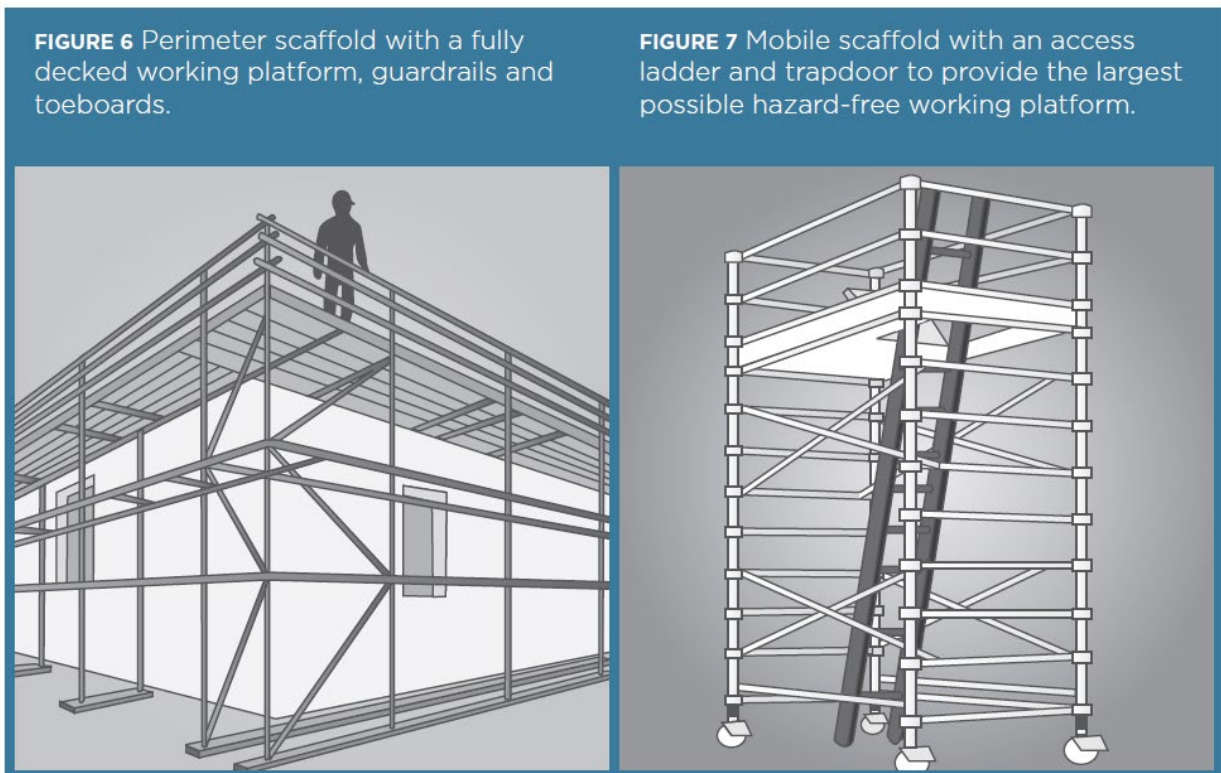 FIGURE 6 Perimeter scaffold with a fully
decked working platform, guardrails and
toeboards.
FIGURE 7 Mobile scaffold with an access
ladder and trapdoor to provide the largest
possible hazard-free working platform.